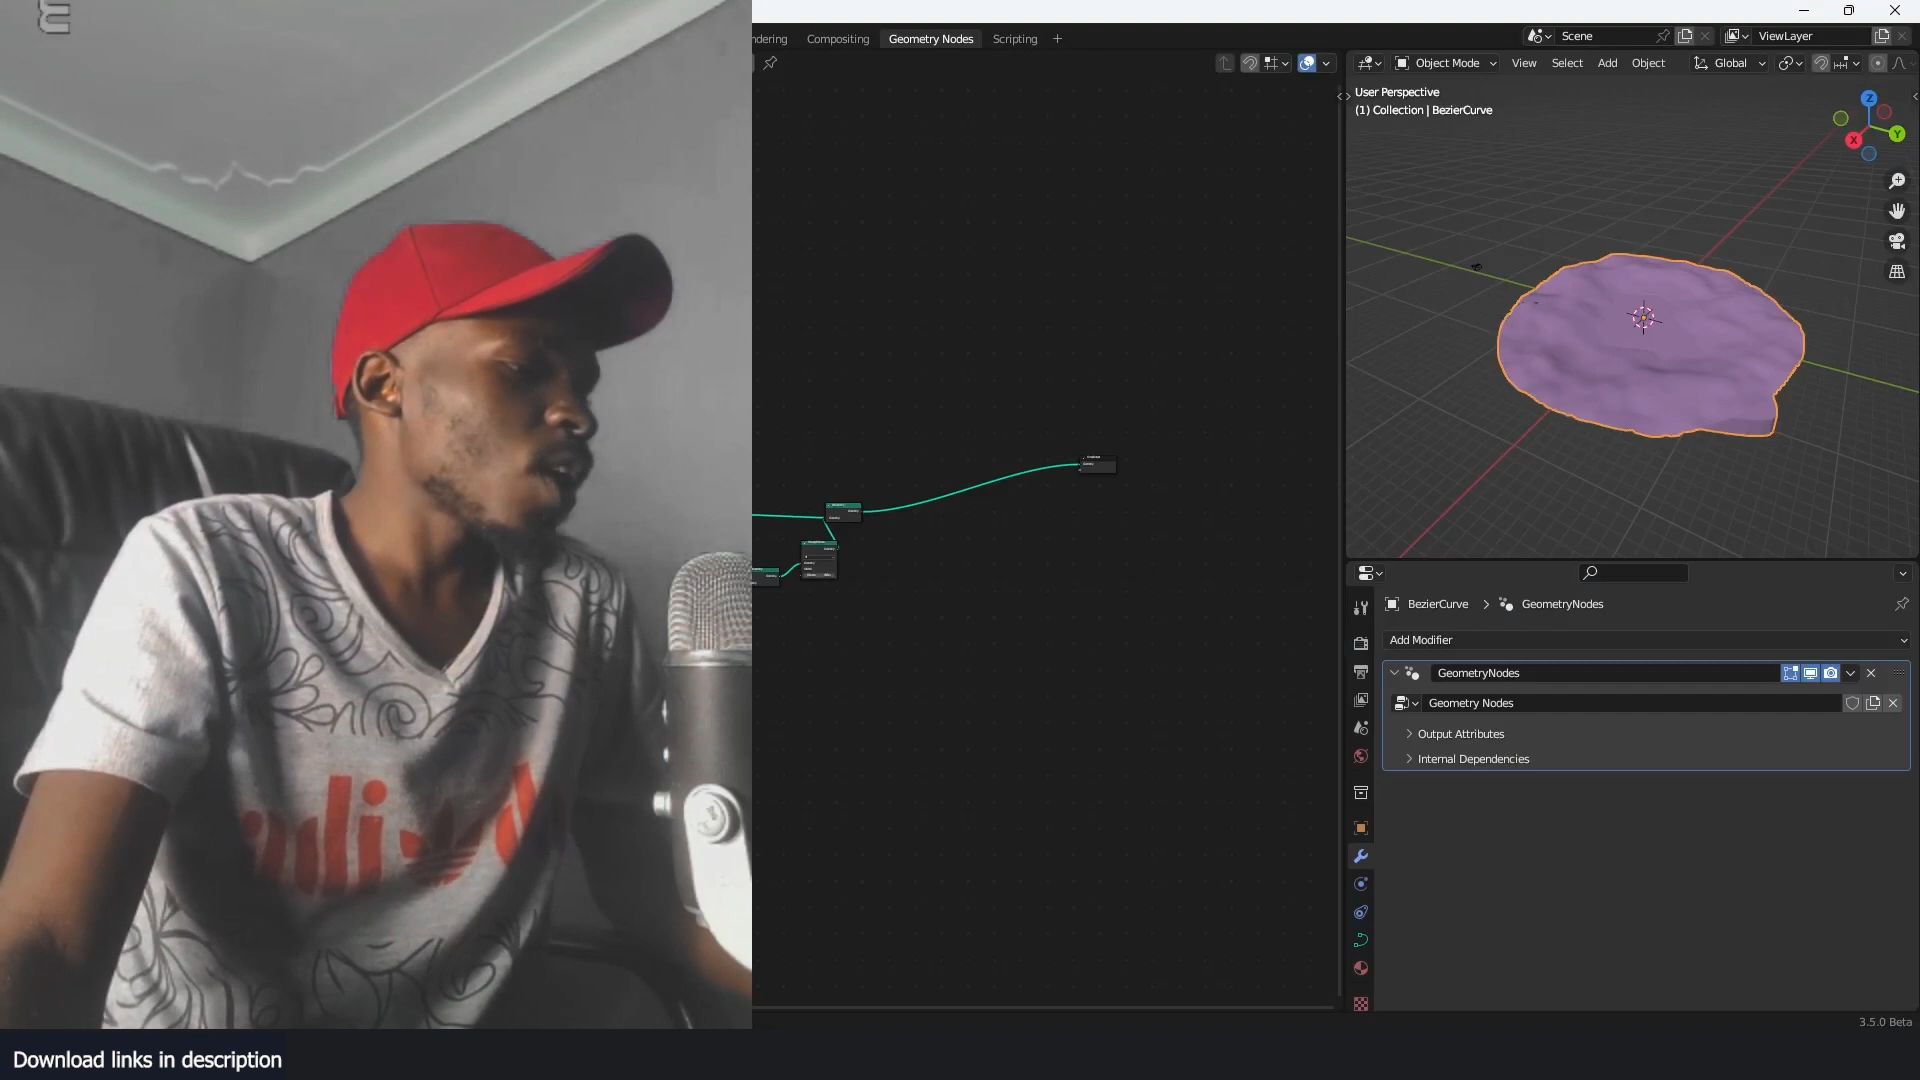 ndering Compositing Geometry Nodes Scripting +
Scene
ViewLayer
Object Mode View Select Add Object Global
User Perspective
(1) Collection | BezierCurve
Z
Y
X
BezierCurve > GeometryNodes
Add Modifier
GeometryNodes
Geometry Nodes
Output Attributes
Internal Dependencies
3.5.0 Beta
Download links in description